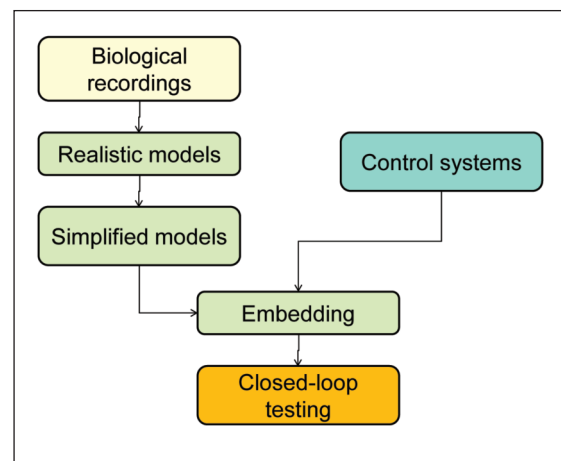 Biological
recordings
Realistic models
Control systems
Simplified models
Embedding
Closed-loop
testing